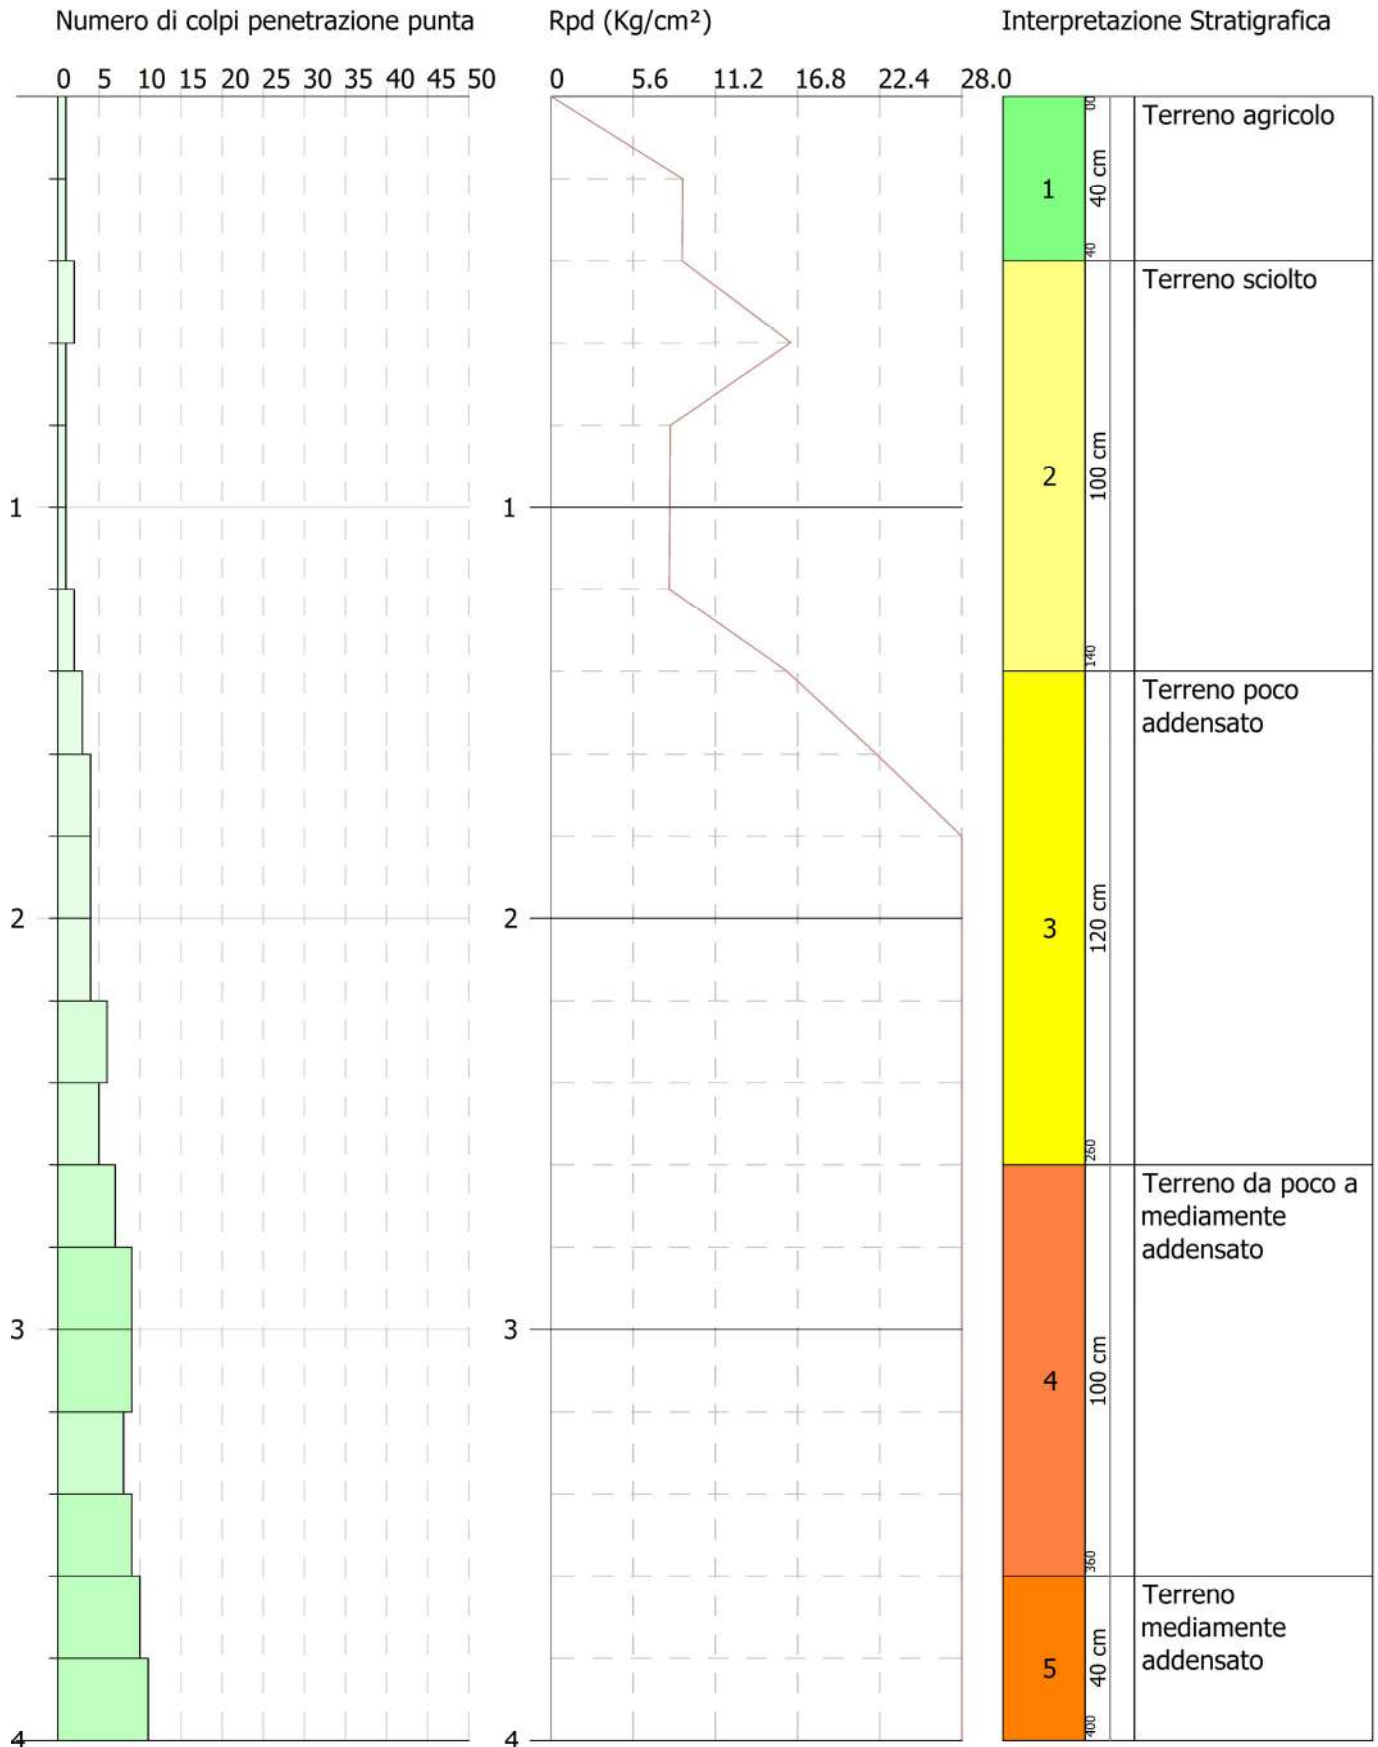 Numero di colpi penetrazione punta
Rpd (Kg/cm²)
Interpretazione Stratigrafica
0 5 10 15 20 25 30 35 40 45 50
0 5.6 11.2 16.8 22.4 28.0
00
Terreno agricolo
1
40 cm
40
Terreno sciolto
2
100 cm
1
1
140
Terreno poco
addensato
2
2
3
120 cm
260
Terreno da poco a
mediamente
addensato
3
3
4
100 cm
360
Terreno
mediamente
addensato
5
40 cm
400
4
4